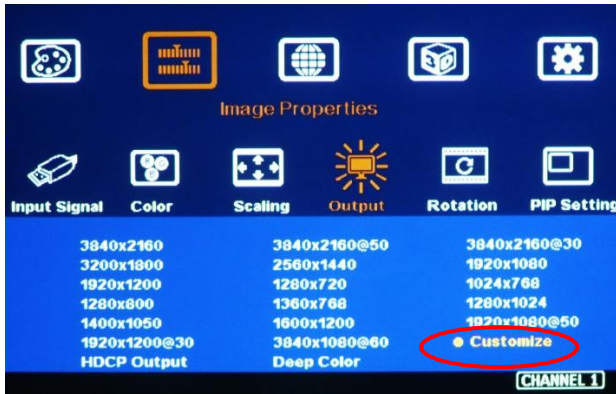 Image Properties
Input Signal Color Scaling Output Rotation PIP Setting
3840x2160 3840x2160@50 3840x2160@30
3200x1800 2560x1440 1920x1080
1920x1200 1280x720 1024x768
1280x800 1360x768 1280x1024
1400x1050 1600x1200 1920x1080@50
1920x1200@30 3840x1080@60 Customize
HDCP Output Deep Color
CHANNEL 1